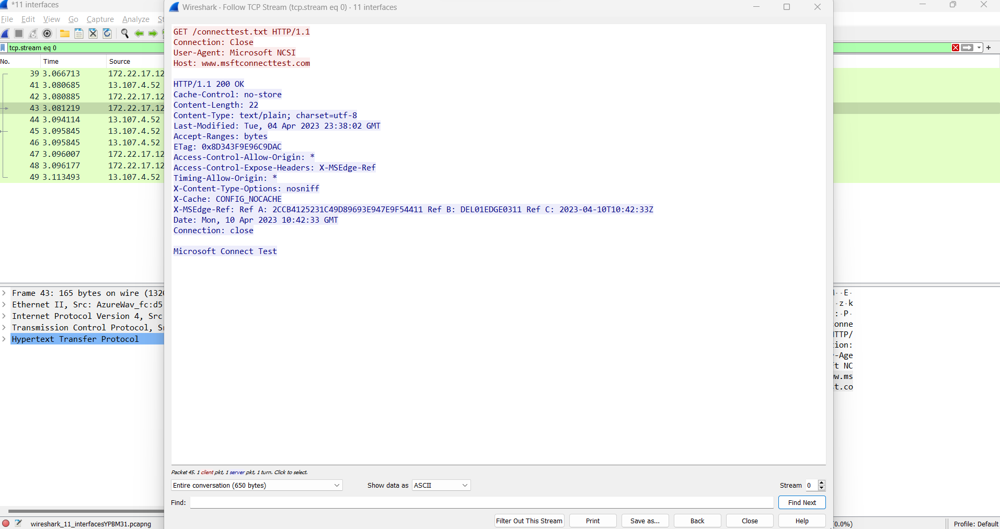 *11 interfaces
File Edit View Go Capture Analyze
tcp.stream eq 0
No. Time Source
39 3.066713 172.22.17.12
41 3.080685 13.107.4.52
42 3.080885 172.22.17.12
43 3.081219 172.22.17.12
44 3.094114 13.107.4.52
45 3.095845 13.107.4.52
46 3.095845 13.107.4.52
47 3.096007 172.22.17.12
48 3.096177 172.22.17.12
49 3.113493 13.107.4.52
Frame 43: 165 bytes on wire (1320
Ethernet II, Src: AzureWav_fc:d5
Internet Protocol Version 4, Src
Transmission Control Protocol, S
Hypertext Transfer Protocol
wireshark_11_interfacesYPBM31.pcapng
Wireshark · Follow TCP Stream (tcp.stream eq 0) · 11 interfaces
GET /connecttest.txt HTTP/1.1
Connection: Close
User-Agent: Microsoft NCSI
Host: www.msftconnecttest.com
HTTP/1.1 200 OK
Cache-Control: no-store
Content-Length: 22
Content-Type: text/plain; charset=utf-8
Last-Modified: Tue, 04 Apr 2023 23:38:02 GMT
Accept-Ranges: bytes
ETag: 0x8D343F9E96C9DAC
Access-Control-Allow-Origin: *
Access-Control-Expose-Headers: X-MSEdge-Ref
Timing-Allow-Origin: *
X-Content-Type-Options: nosniff
X-Cache: CONFIG_NOCACHE
X-MSEdge-Ref: Ref A: 2CCB4125231C49D89693E947E9F54411 Ref B: DEL01EDGE0311 Ref C: 2023-04-10T10:42:33Z
Date: Mon, 10 Apr 2023 10:42:33 GMT
Connection: close
Microsoft Connect Test
Packet 45. 1 client pkt, 1 server pkt, 1 turn. Click to select.
Entire conversation (650 bytes) Show data as ASCII Stream 0
Find: Find Next
Filter Out This Stream Print Save as... Back Close Help
··E·
·z·k
:·P·
onne
TTP/
ion:
-Age
t NC
w.ms
t.co
0.0%) Profile: Default